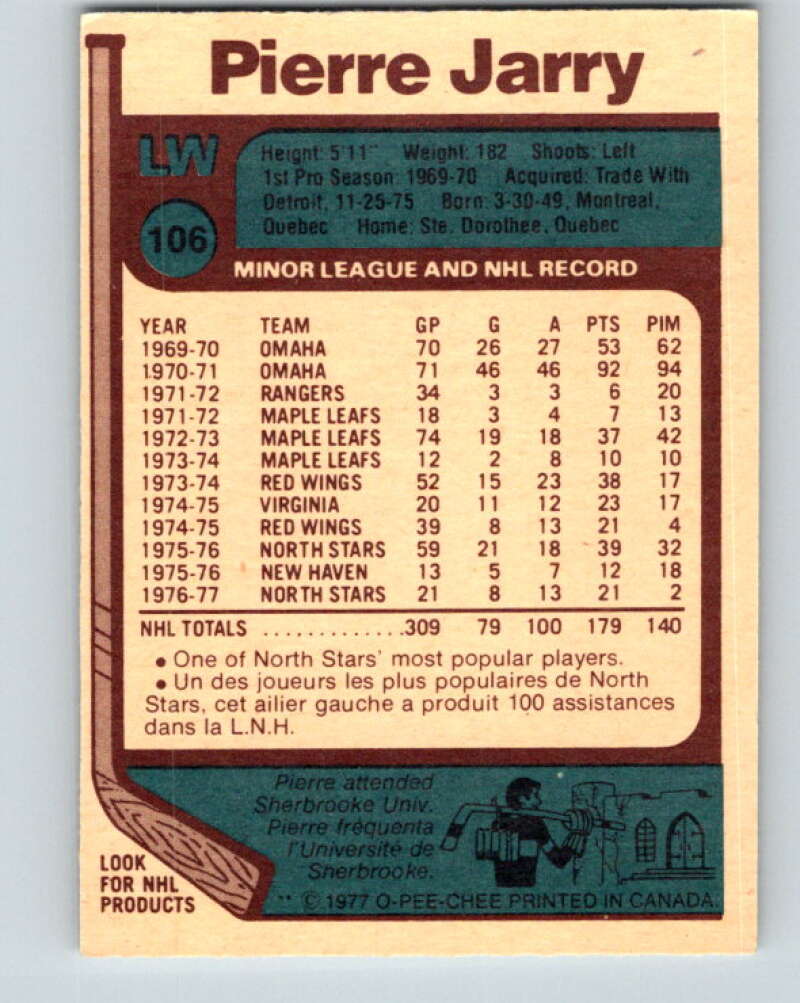 Pierre Jarry
LW
Height: 5'11" Weight: 182 Shoots: Left
1st Pro Season: 1969-70 Acquired: Trade With
Detroit, 11-25-75 Born: 3-30-49, Montreal,
Quebec Home: Ste. Dorothee, Quebec
106
MINOR LEAGUE AND NHL RECORD
YEAR TEAM GP G A PTS PIM
1969-70 OMAHA 70 26 27 53 62
1970-71 OMAHA 71 46 46 92 94
1971-72 RANGERS 34 3 3 6 20
1971-72 MAPLE LEAFS 18 3 4 7 13
1972-73 MAPLE LEAFS 74 19 18 37 42
1973-74 MAPLE LEAFS 12 2 8 10 10
1973-74 RED WINGS 52 15 23 38 17
1974-75 VIRGINIA 20 11 12 23 17
1974-75 RED WINGS 39 8 13 21 4
1975-76 NORTH STARS 59 21 18 39 32
1975-76 NEW HAVEN 13 5 7 12 18
1976-77 NORTH STARS 21 8 13 21 2
NHL TOTALS .............309 79 100 179 140
• One of North Stars' most popular players.
• Un des joueurs les plus populaires de North
Stars, cet ailier gauche a produit 100 assistances
dans la L.N.H.
Pierre attended
Sherbrooke Univ.
Pierre fréquenta
l'Université de
Sherbrooke.
LOOK
FOR NHL
PRODUCTS
** © 1977 O-PEE-CHEE PRINTED IN CANADA.